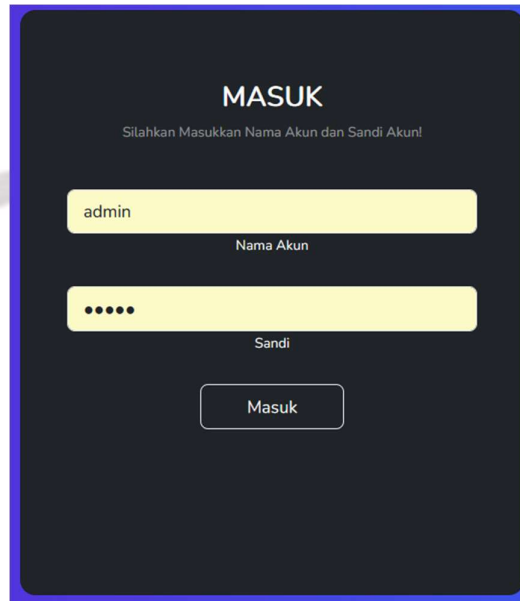 MASUK
Silahkan Masukkan Nama Akun dan Sandi Akun!
admin
Nama Akun
•••••
Sandi
Masuk